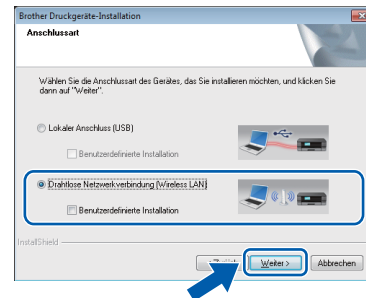 Brother Druckgeräte-Installation
Anschlussart
Wählen Sie die Anschlussart des Gerätes, das Sie installieren möchten, und klicken Sie
dann auf "Weiter".
Lokaler Anschluss (USB)
Benutzerdefinierte Installation
Drahtlose Netzwerkverbindung (Wireless LAN)
Benutzerdefinierte Installation
InstallShield
Weiter >
Abbrechen